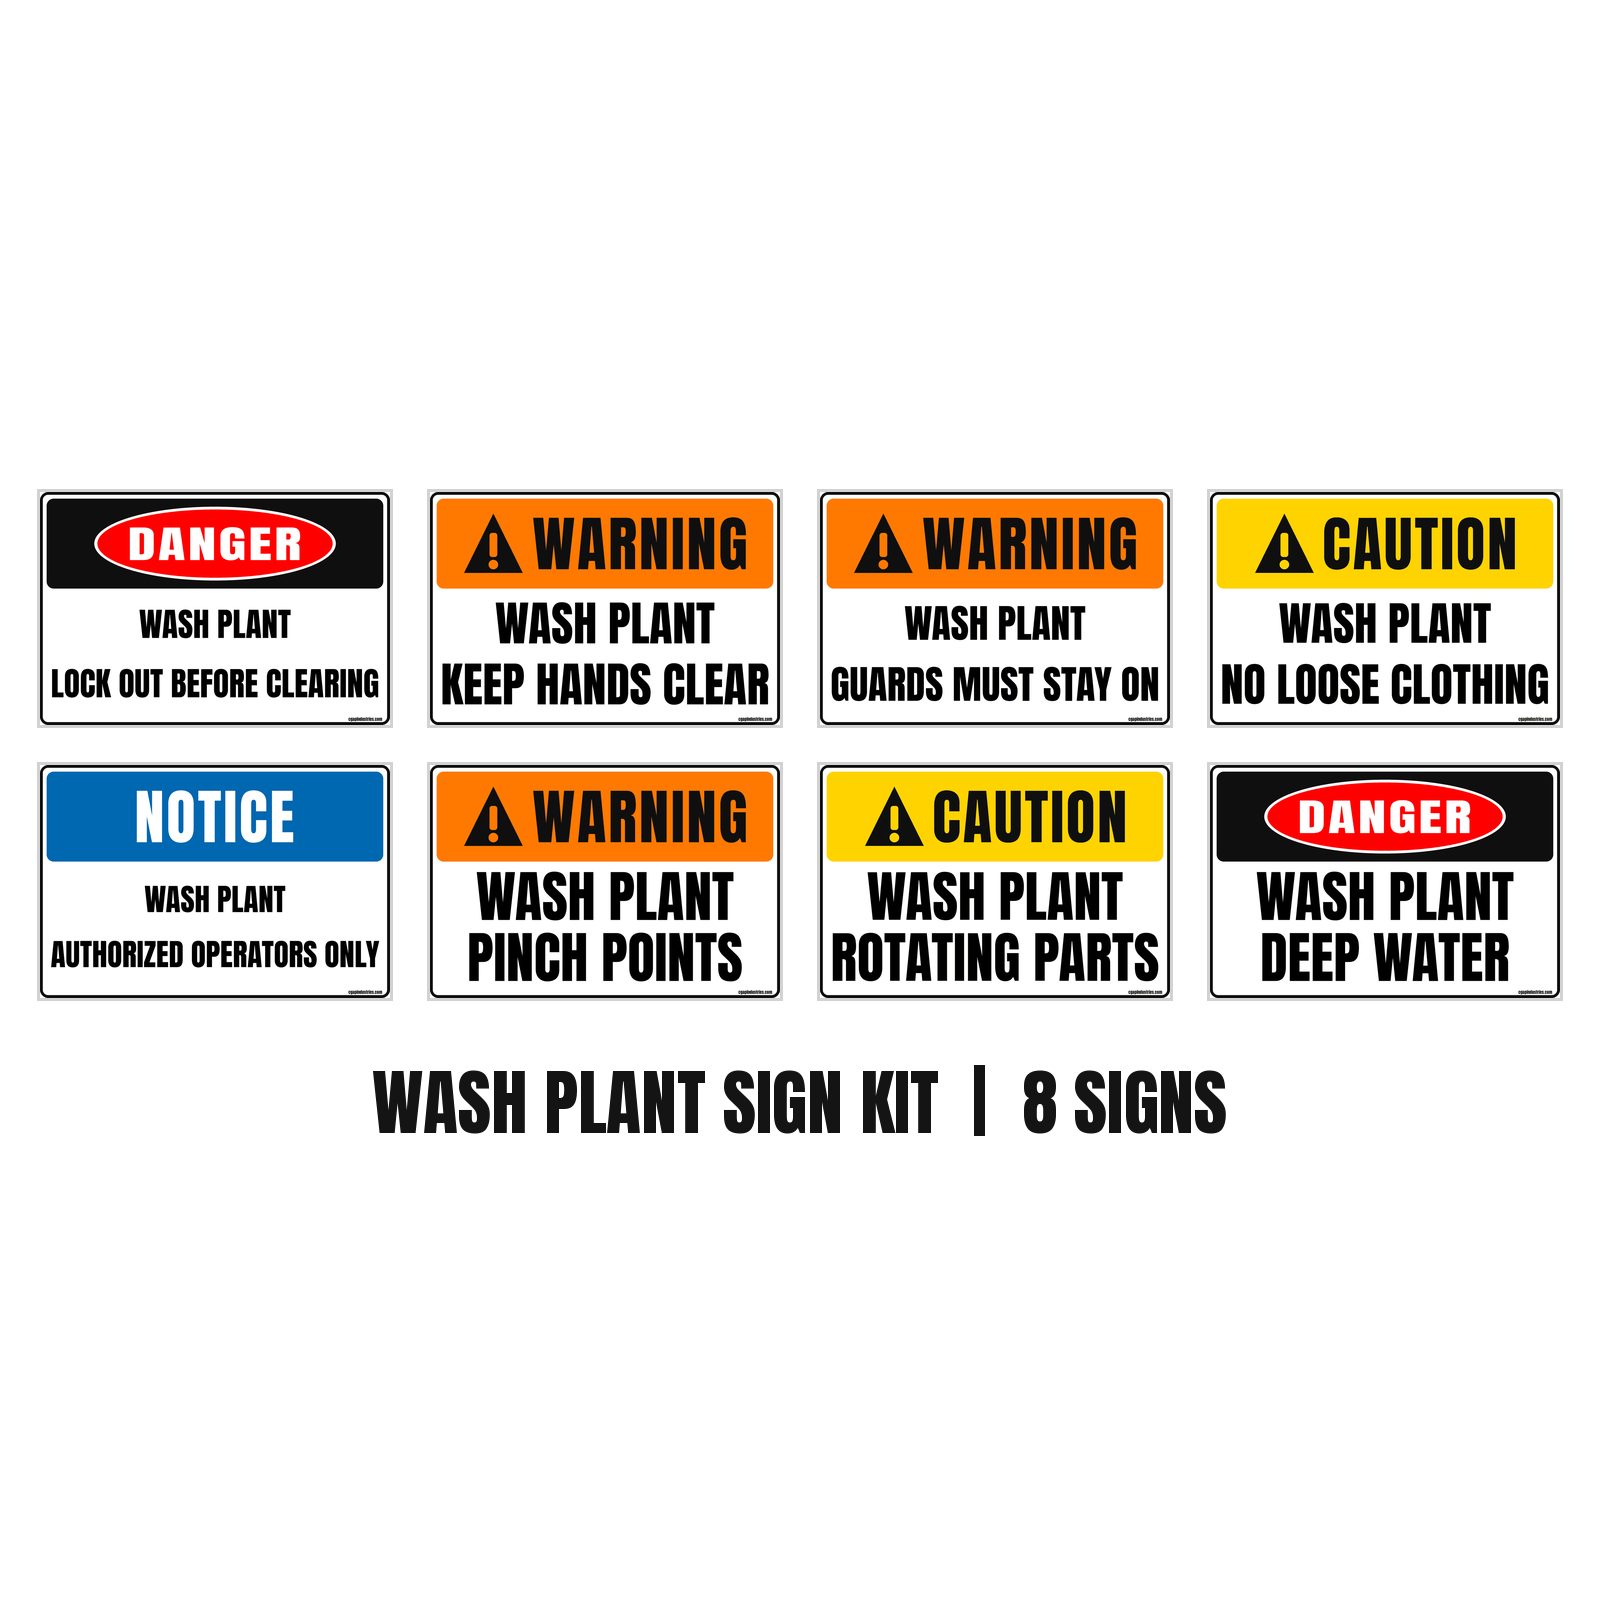 DANGER
WASH PLANT
LOCK OUT BEFORE CLEARING
WARNING
WASH PLANT
KEEP HANDS CLEAR
WARNING
WASH PLANT
GUARDS MUST STAY ON
CAUTION
WASH PLANT
NO LOOSE CLOTHING
NOTICE
WASH PLANT
AUTHORIZED OPERATORS ONLY
WARNING
WASH PLANT
PINCH POINTS
CAUTION
WASH PLANT
ROTATING PARTS
DANGER
WASH PLANT
DEEP WATER
WASH PLANT SIGN KIT | 8 SIGNS